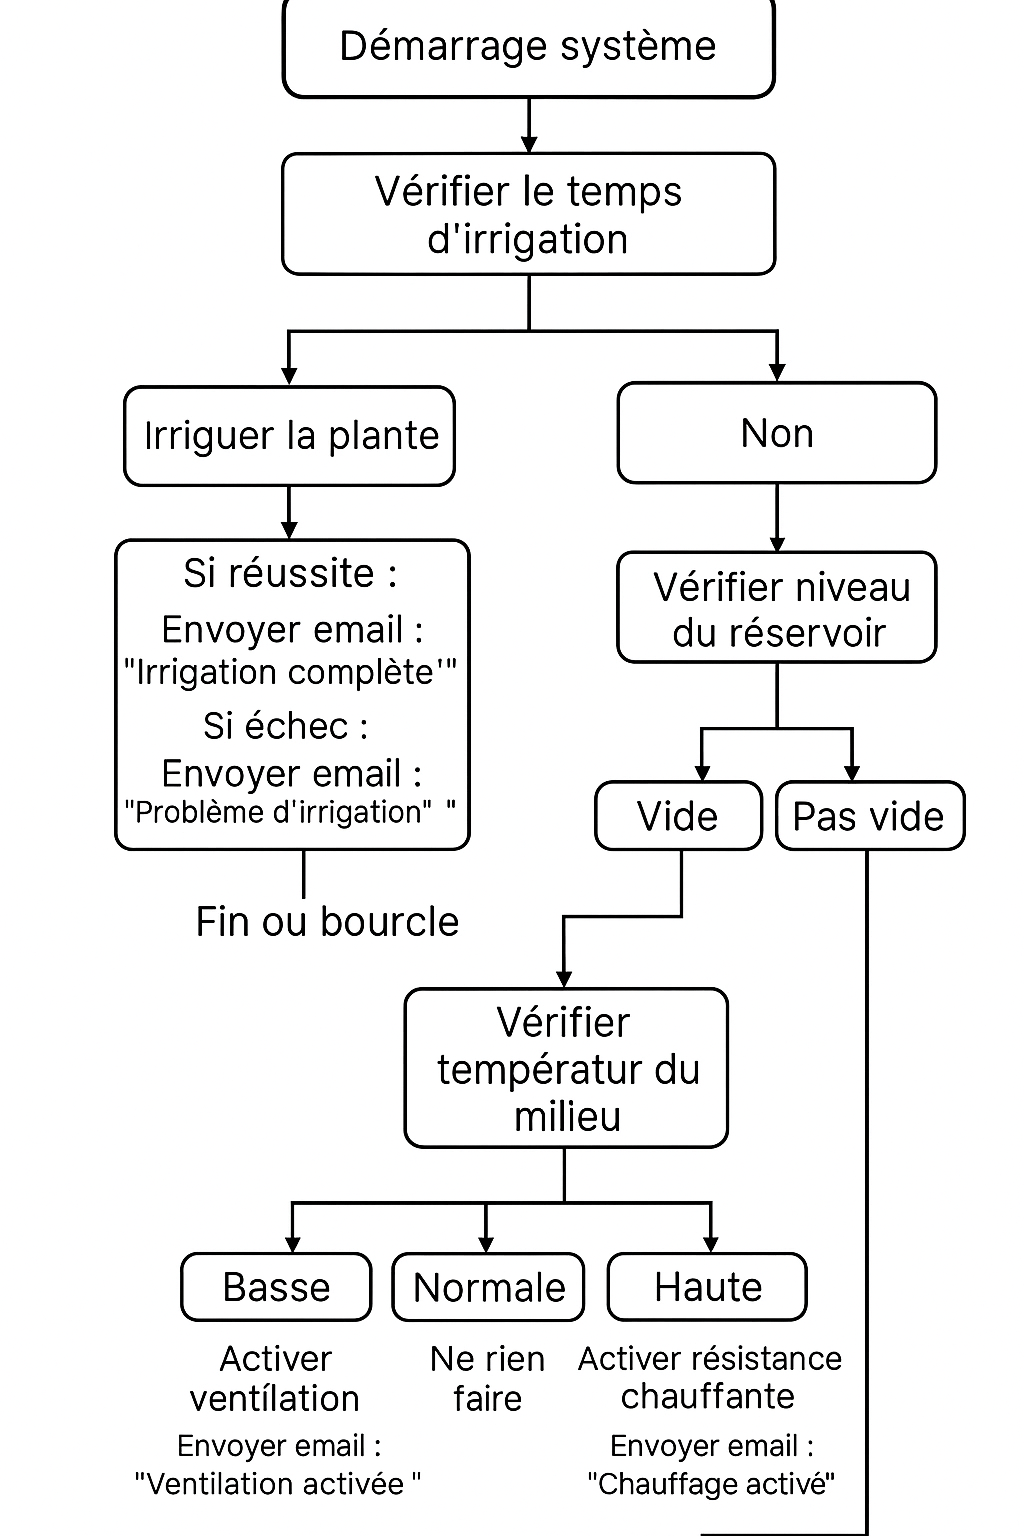 Démarrage système
Vérifier le temps
d'irrigation
Irriguer la plante
Non
Si réussite :
Envoyer email :
"Irrigation complète'"
Si échec :
Envoyer email :
"Problème d'irrigation" "
Vérifier niveau
du réservoir
Vide
Pas vide
Fin ou bourcle
Vérifier
températur du
milieu
Basse
Normale
Haute
Activer
ventílation
Envoyer email :
"Ventilation activée "
Ne rien
faire
Activer résistance
chauffante
Envoyer email :
"Chauffage activé"